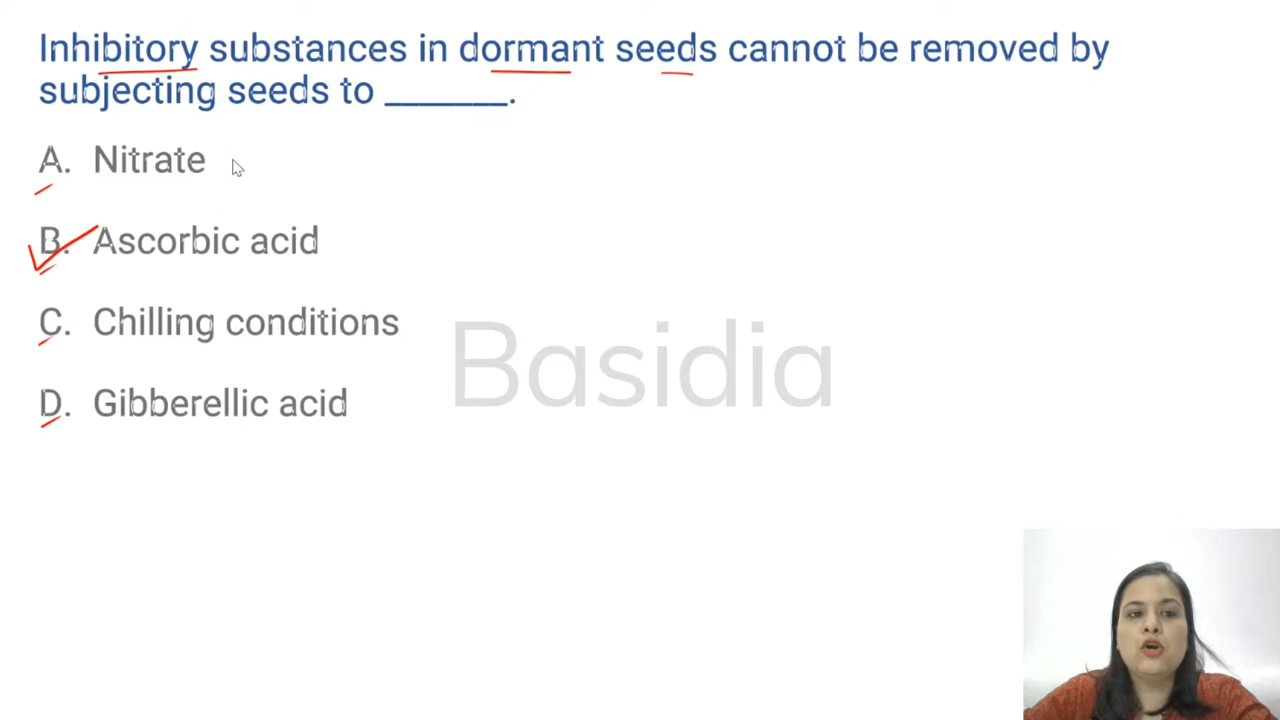 Inhibitory substances in dormant seeds cannot be removed by
subjecting seeds to _______.
A. Nitrate
B. Ascorbic acid
C. Chilling conditions
D. Gibberellic acid
Basidia